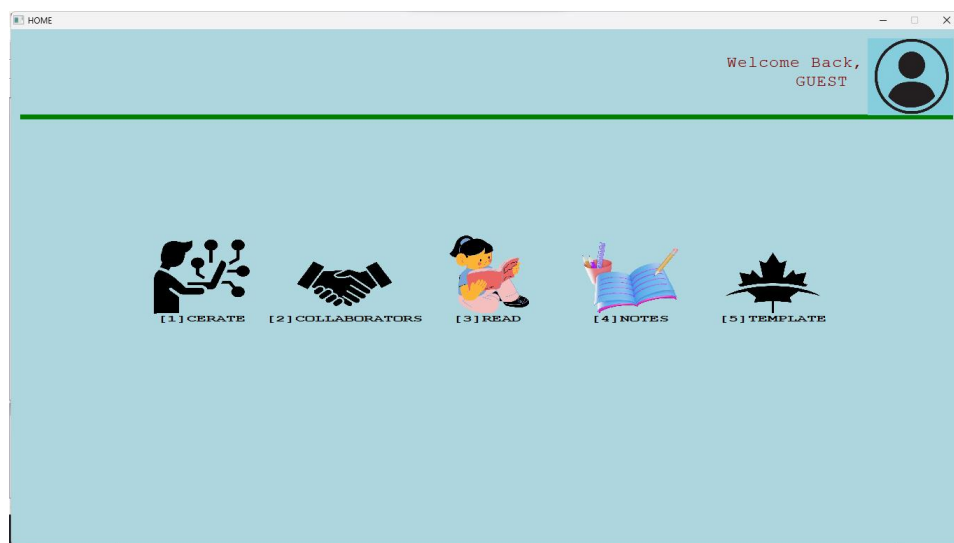 HOME
Welcome Back,
GUEST
[1]CERATE [2]COLLABORATORS [3]READ [4]NOTES [5]TEMPLATE